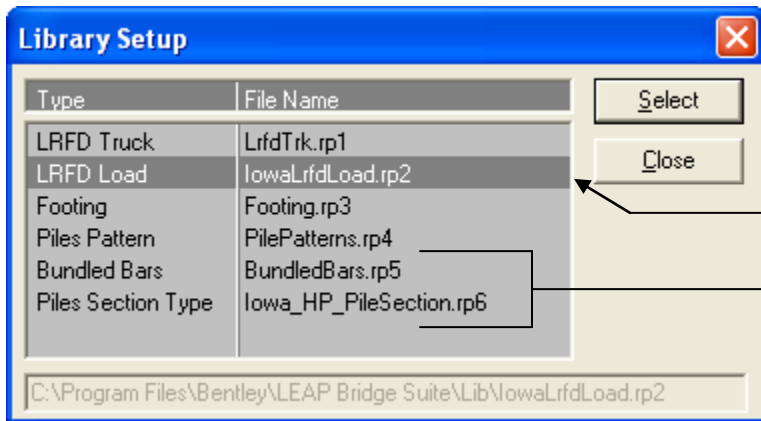 Library Setup
Type File Name
Select
LRFD Truck LrfdTrk.rp1
LRFD Load IowaLrfdLoad.rp2
Close
Footing Footing.rp3
Piles Pattern PilePatterns.rp4
Bundled Bars BundledBars.rp5
Piles Section Type Iowa_HP_PileSection.rp6
C:\Program Files\Bentley\LEAP Bridge Suite\Lib\IowaLrfdLoad.rp2